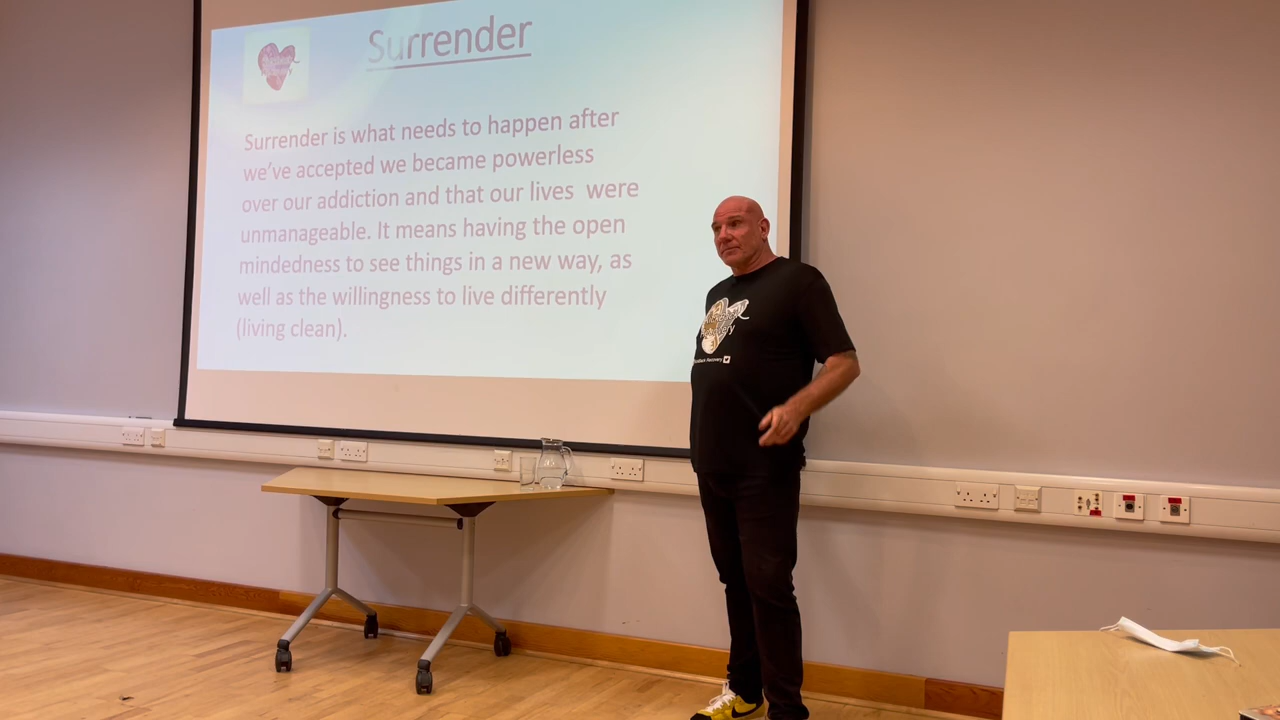 Surrender
Surrender is what needs to happen after
we've accepted we became powerless
over our addiction and that our lives were
unmanageable. It means having the open
mindedness to see things in a new way, as
well as the willingness to live differently
(living clean).
Recovery